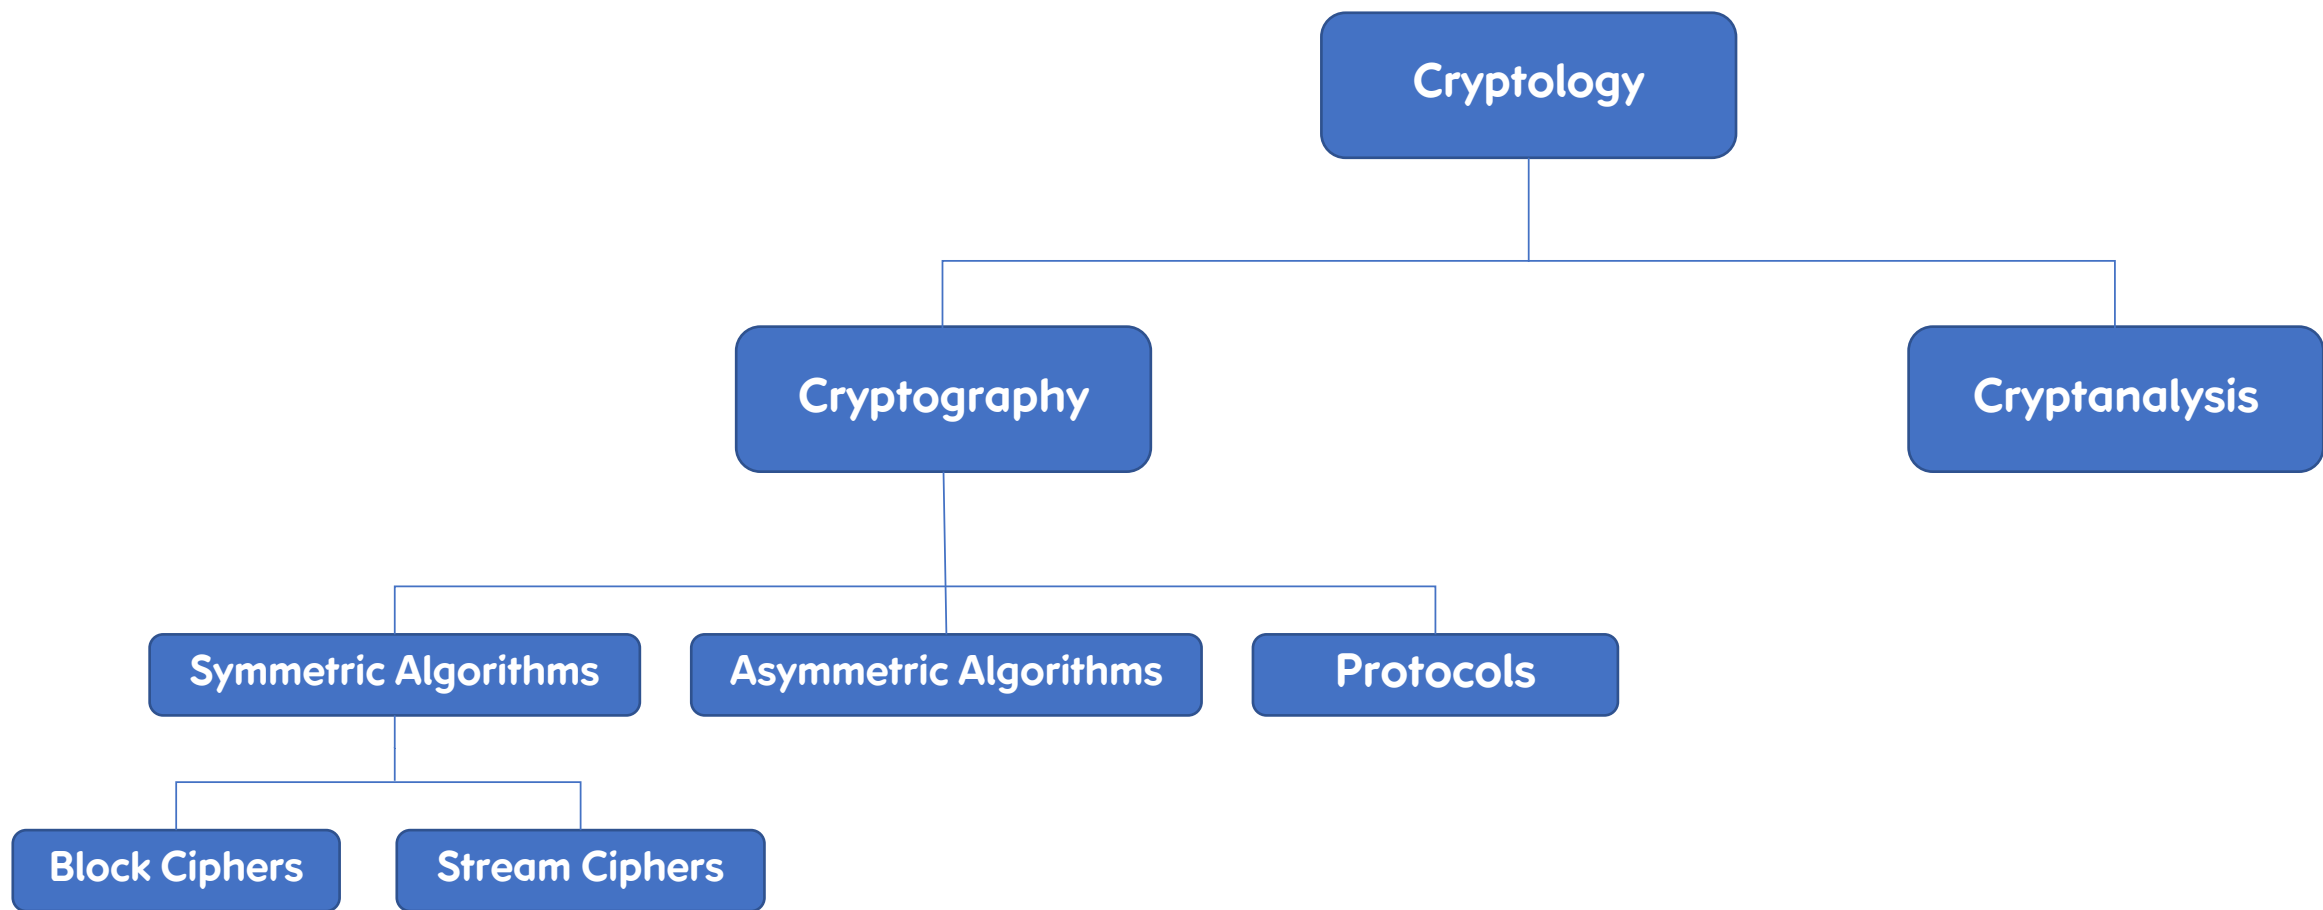 Cryptology
Cryptography
Cryptanalysis
Symmetric Algorithms
Asymmetric Algorithms
Protocols
Block Ciphers
Stream Ciphers